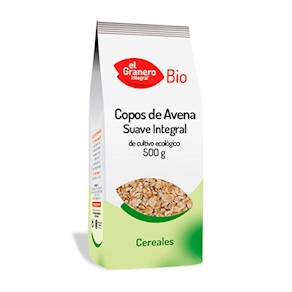 el
Granero
integral
Bio
Copos de Avena
Suave Integral
de cultivo ecológico
500 g
Cereales